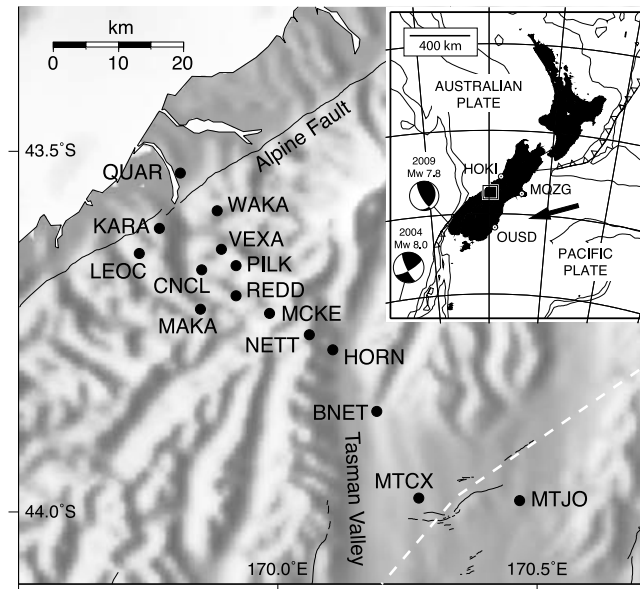 km
0 10 20
43.5˚S
44.0˚S
170.0˚E
170.5˚E
Alpine Fault
QUAR
WAKA
KARA
VEXA
LEOC
PILK
CNCL
REDD
MAKA
MCKE
NETT
HORN
BNET
Tasman Valley
MTCX
MTJO
400 km
AUSTRALIAN
PLATE
HOKI
2009
Mw 7.8
MQZG
OUSD
2004
Mw 8.0
PACIFIC
PLATE